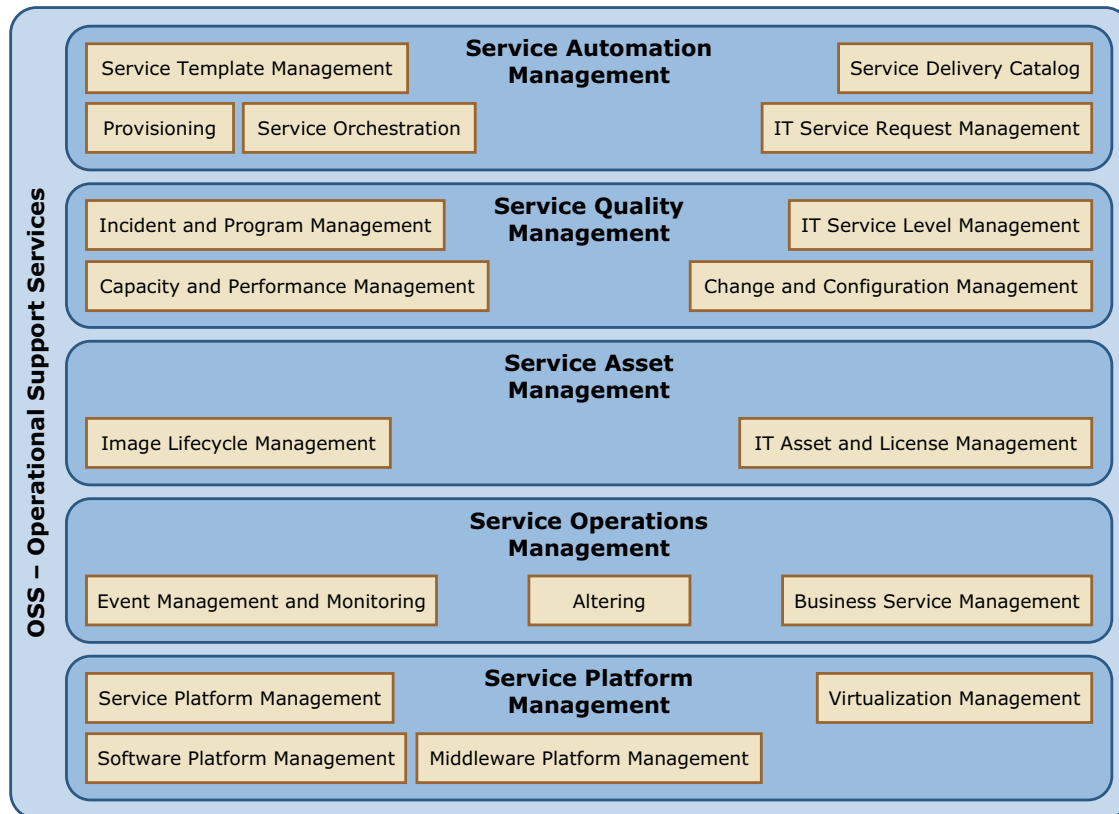 OSS – Operational Support Services
Service Automation
Management
Service Template Management
Service Delivery Catalog
Provisioning
Service Orchestration
IT Service Request Management
Service Quality
Management
Incident and Program Management
IT Service Level Management
Capacity and Performance Management
Change and Configuration Management
Service Asset
Management
Image Lifecycle Management
IT Asset and License Management
Service Operations
Management
Event Management and Monitoring
Altering
Business Service Management
Service Platform
Management
Service Platform Management
Virtualization Management
Software Platform Management
Middleware Platform Management